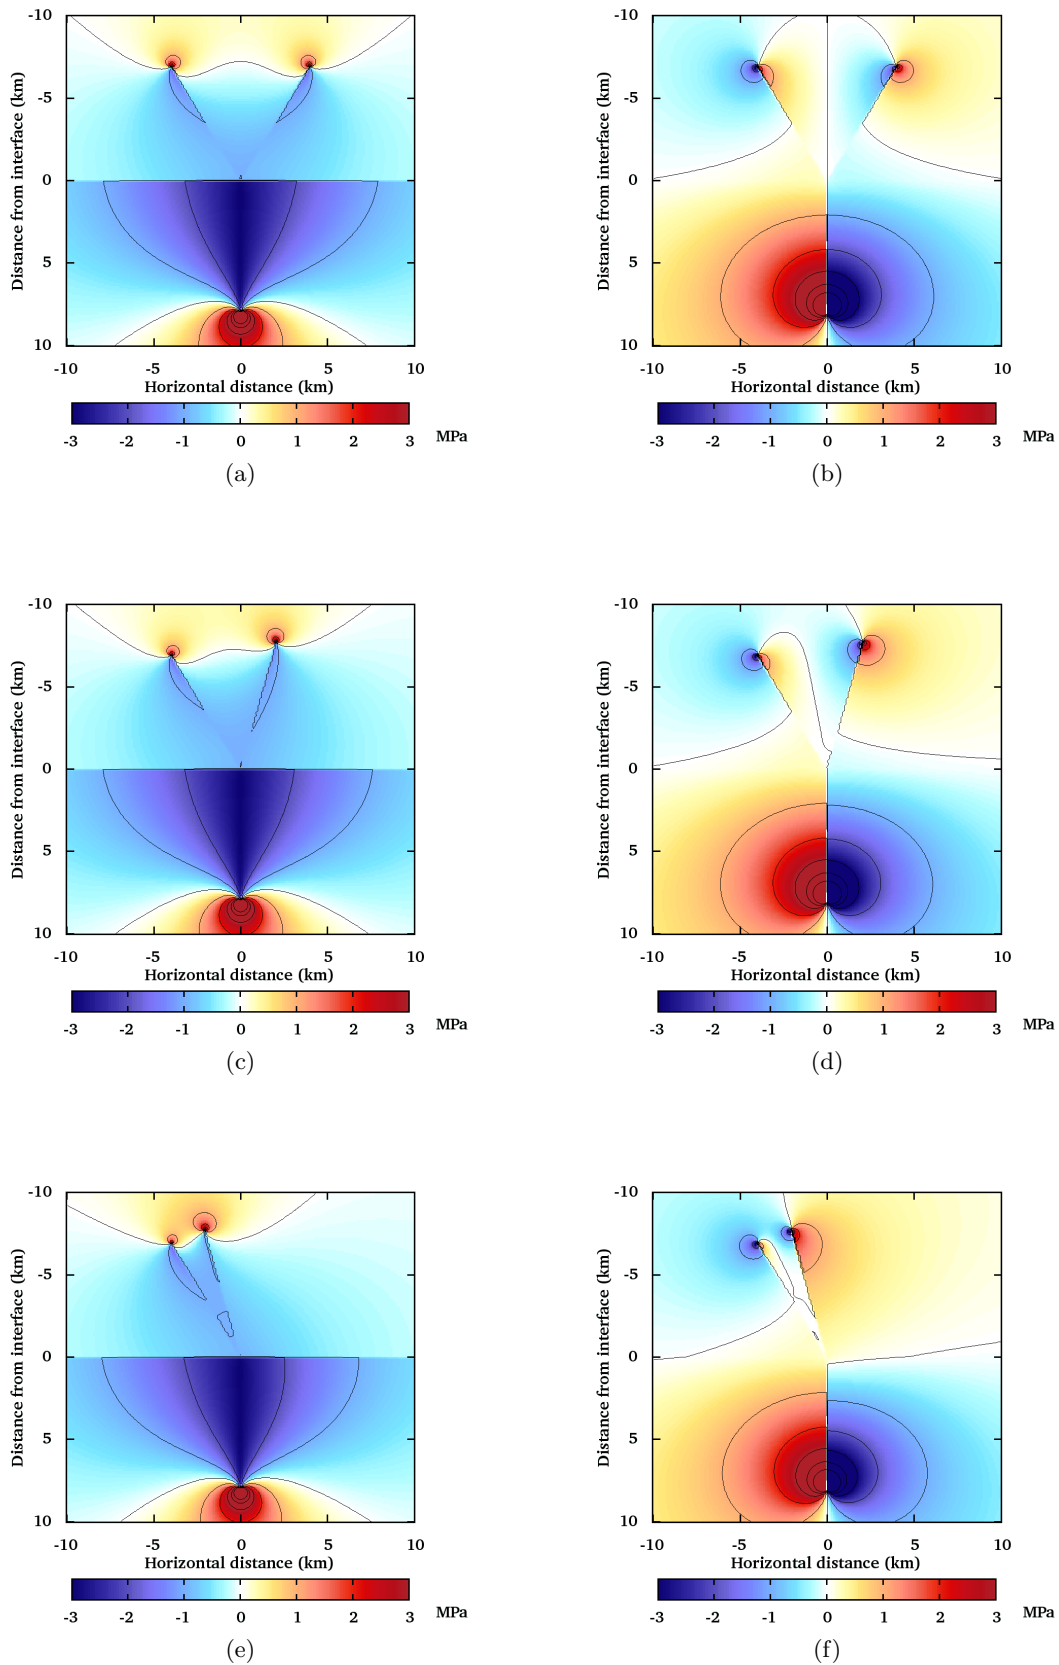 -10
-5
0
5
10
Distance from interface (km)
-10 -5 0 5 10
Horizontal distance (km)
-3 -2 -1 0 1 2 3 MPa
(a)
-10
-5
0
5
10
Distance from interface (km)
-10 -5 0 5 10
Horizontal distance (km)
-3 -2 -1 0 1 2 3 MPa
(b)
-10
-5
0
5
10
Distance from interface (km)
-10 -5 0 5 10
Horizontal distance (km)
-3 -2 -1 0 1 2 3 MPa
(c)
-10
-5
0
5
10
Distance from interface (km)
-10 -5 0 5 10
Horizontal distance (km)
-3 -2 -1 0 1 2 3 MPa
(d)
-10
-5
0
5
10
Distance from interface (km)
-10 -5 0 5 10
Horizontal distance (km)
-3 -2 -1 0 1 2 3 MPa
(e)
-10
-5
0
5
10
Distance from interface (km)
-10 -5 0 5 10
Horizontal distance (km)
-3 -2 -1 0 1 2 3 MPa
(f)